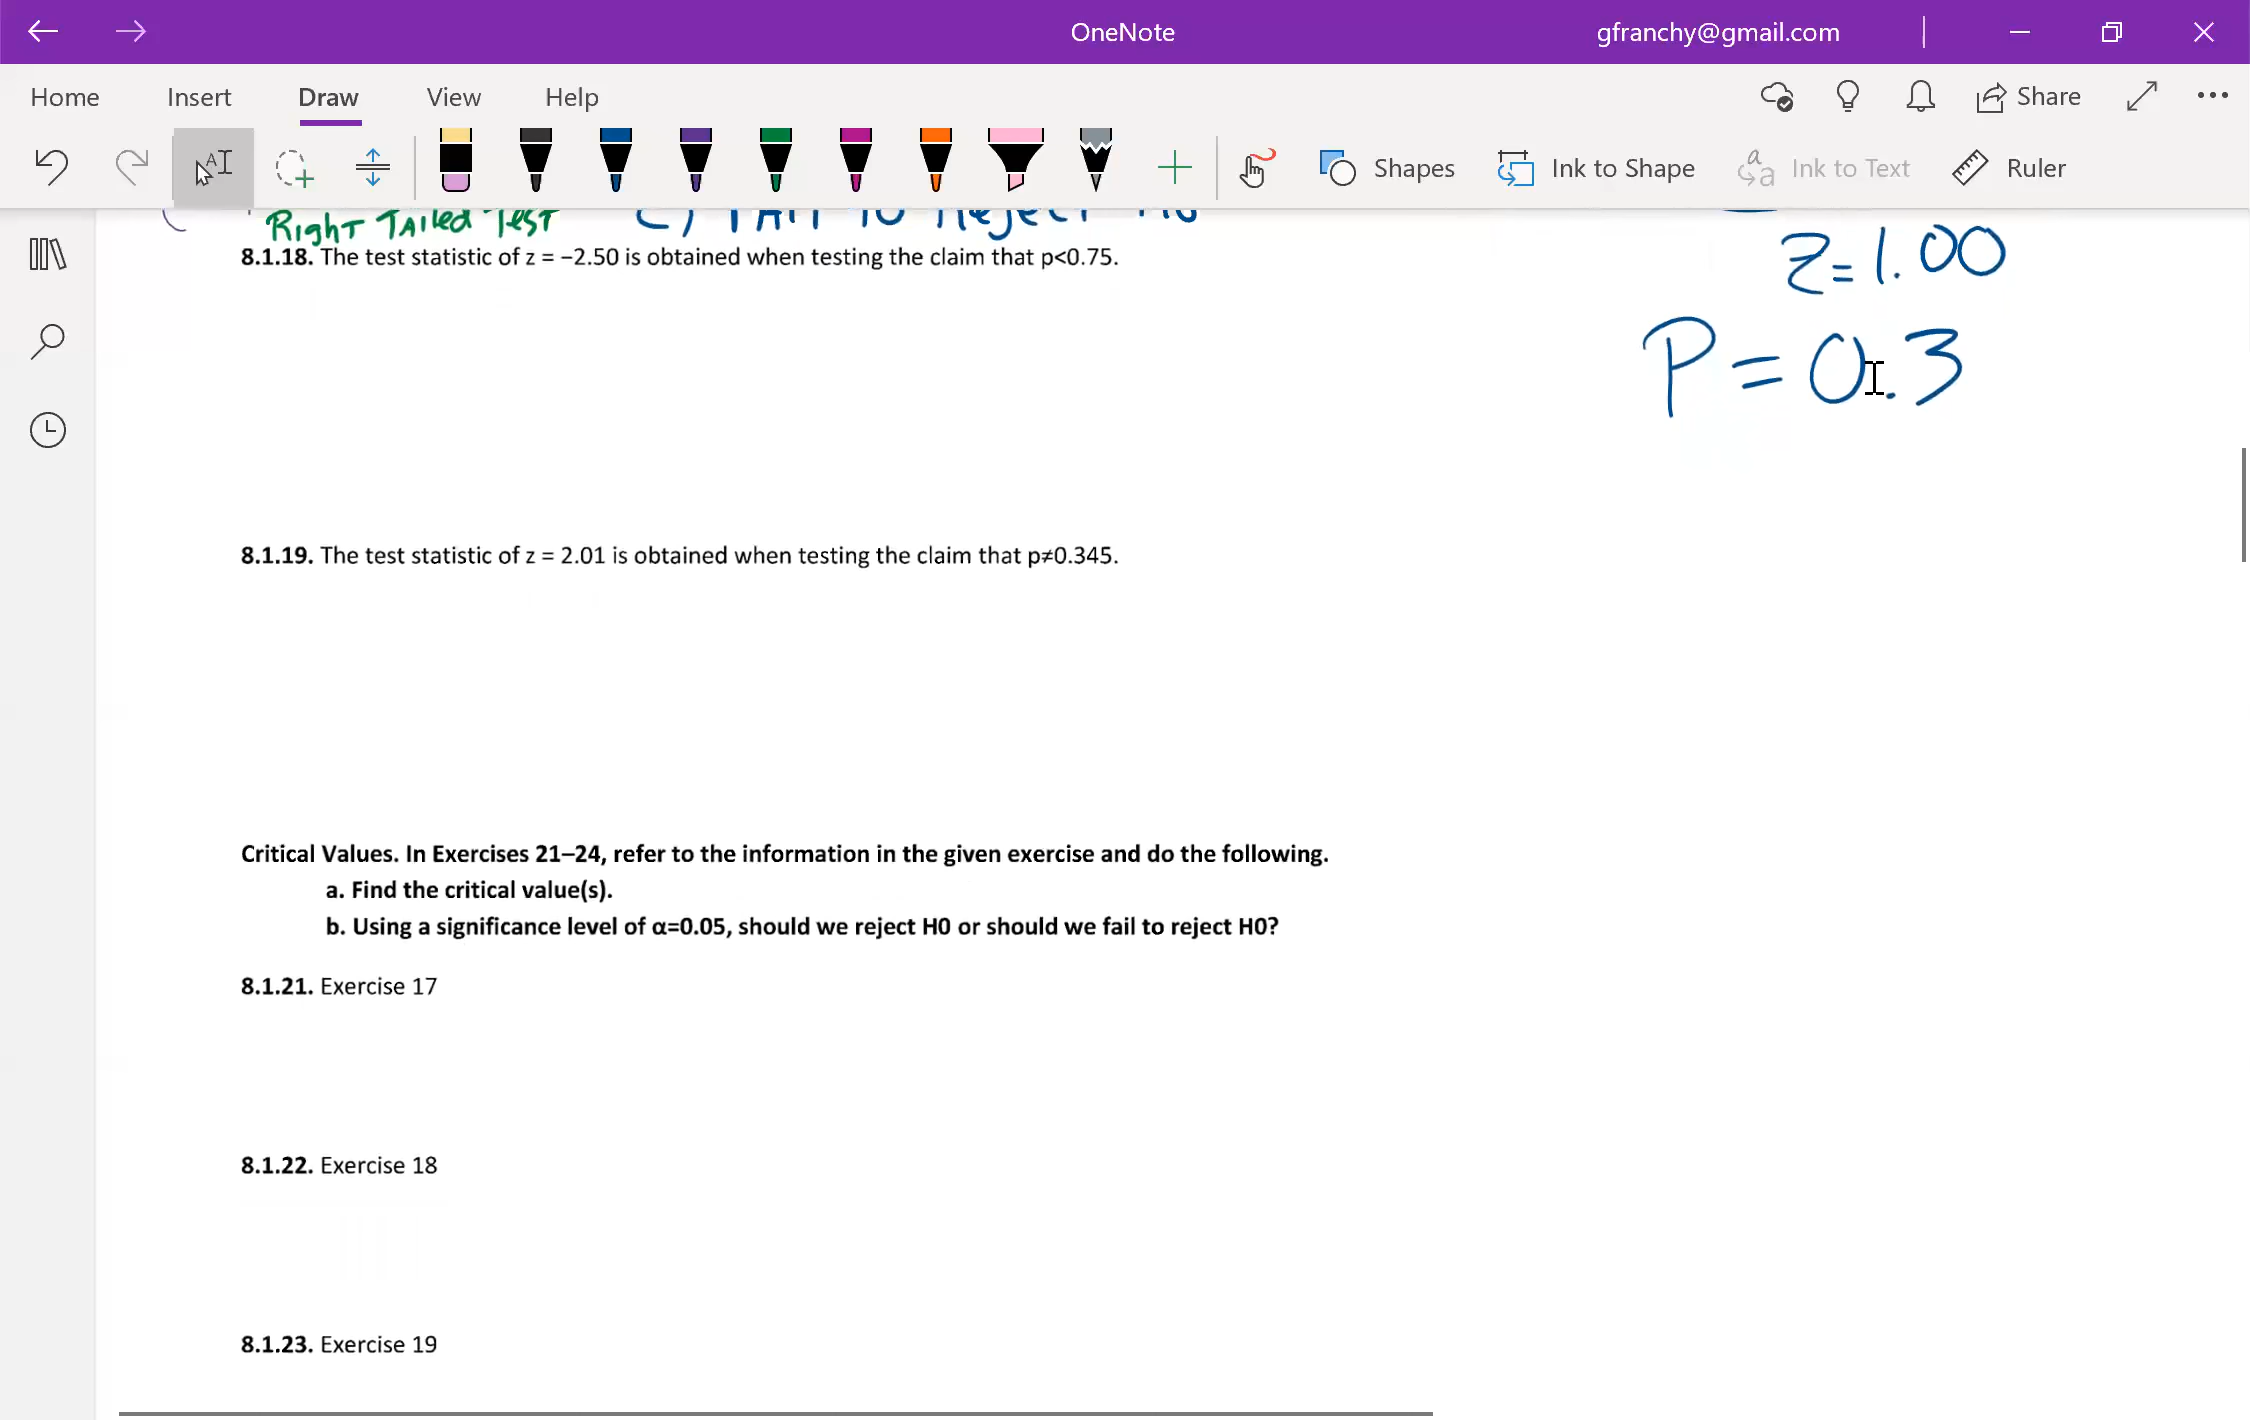 OneNote
gfranchy@gmail.com
Home Insert Draw View Help
Share
Shapes Ink to Shape Ink to Text Ruler
Right Tailed Test c) Fail to Reject H0
8.1.18. The test statistic of z = −2.50 is obtained when testing the claim that p<0.75.
z=1.00
P=0.3
8.1.19. The test statistic of z = 2.01 is obtained when testing the claim that p≠0.345.
Critical Values. In Exercises 21–24, refer to the information in the given exercise and do the following.
a. Find the critical value(s).
b. Using a significance level of α=0.05, should we reject H0 or should we fail to reject H0?
8.1.21. Exercise 17
8.1.22. Exercise 18
8.1.23. Exercise 19